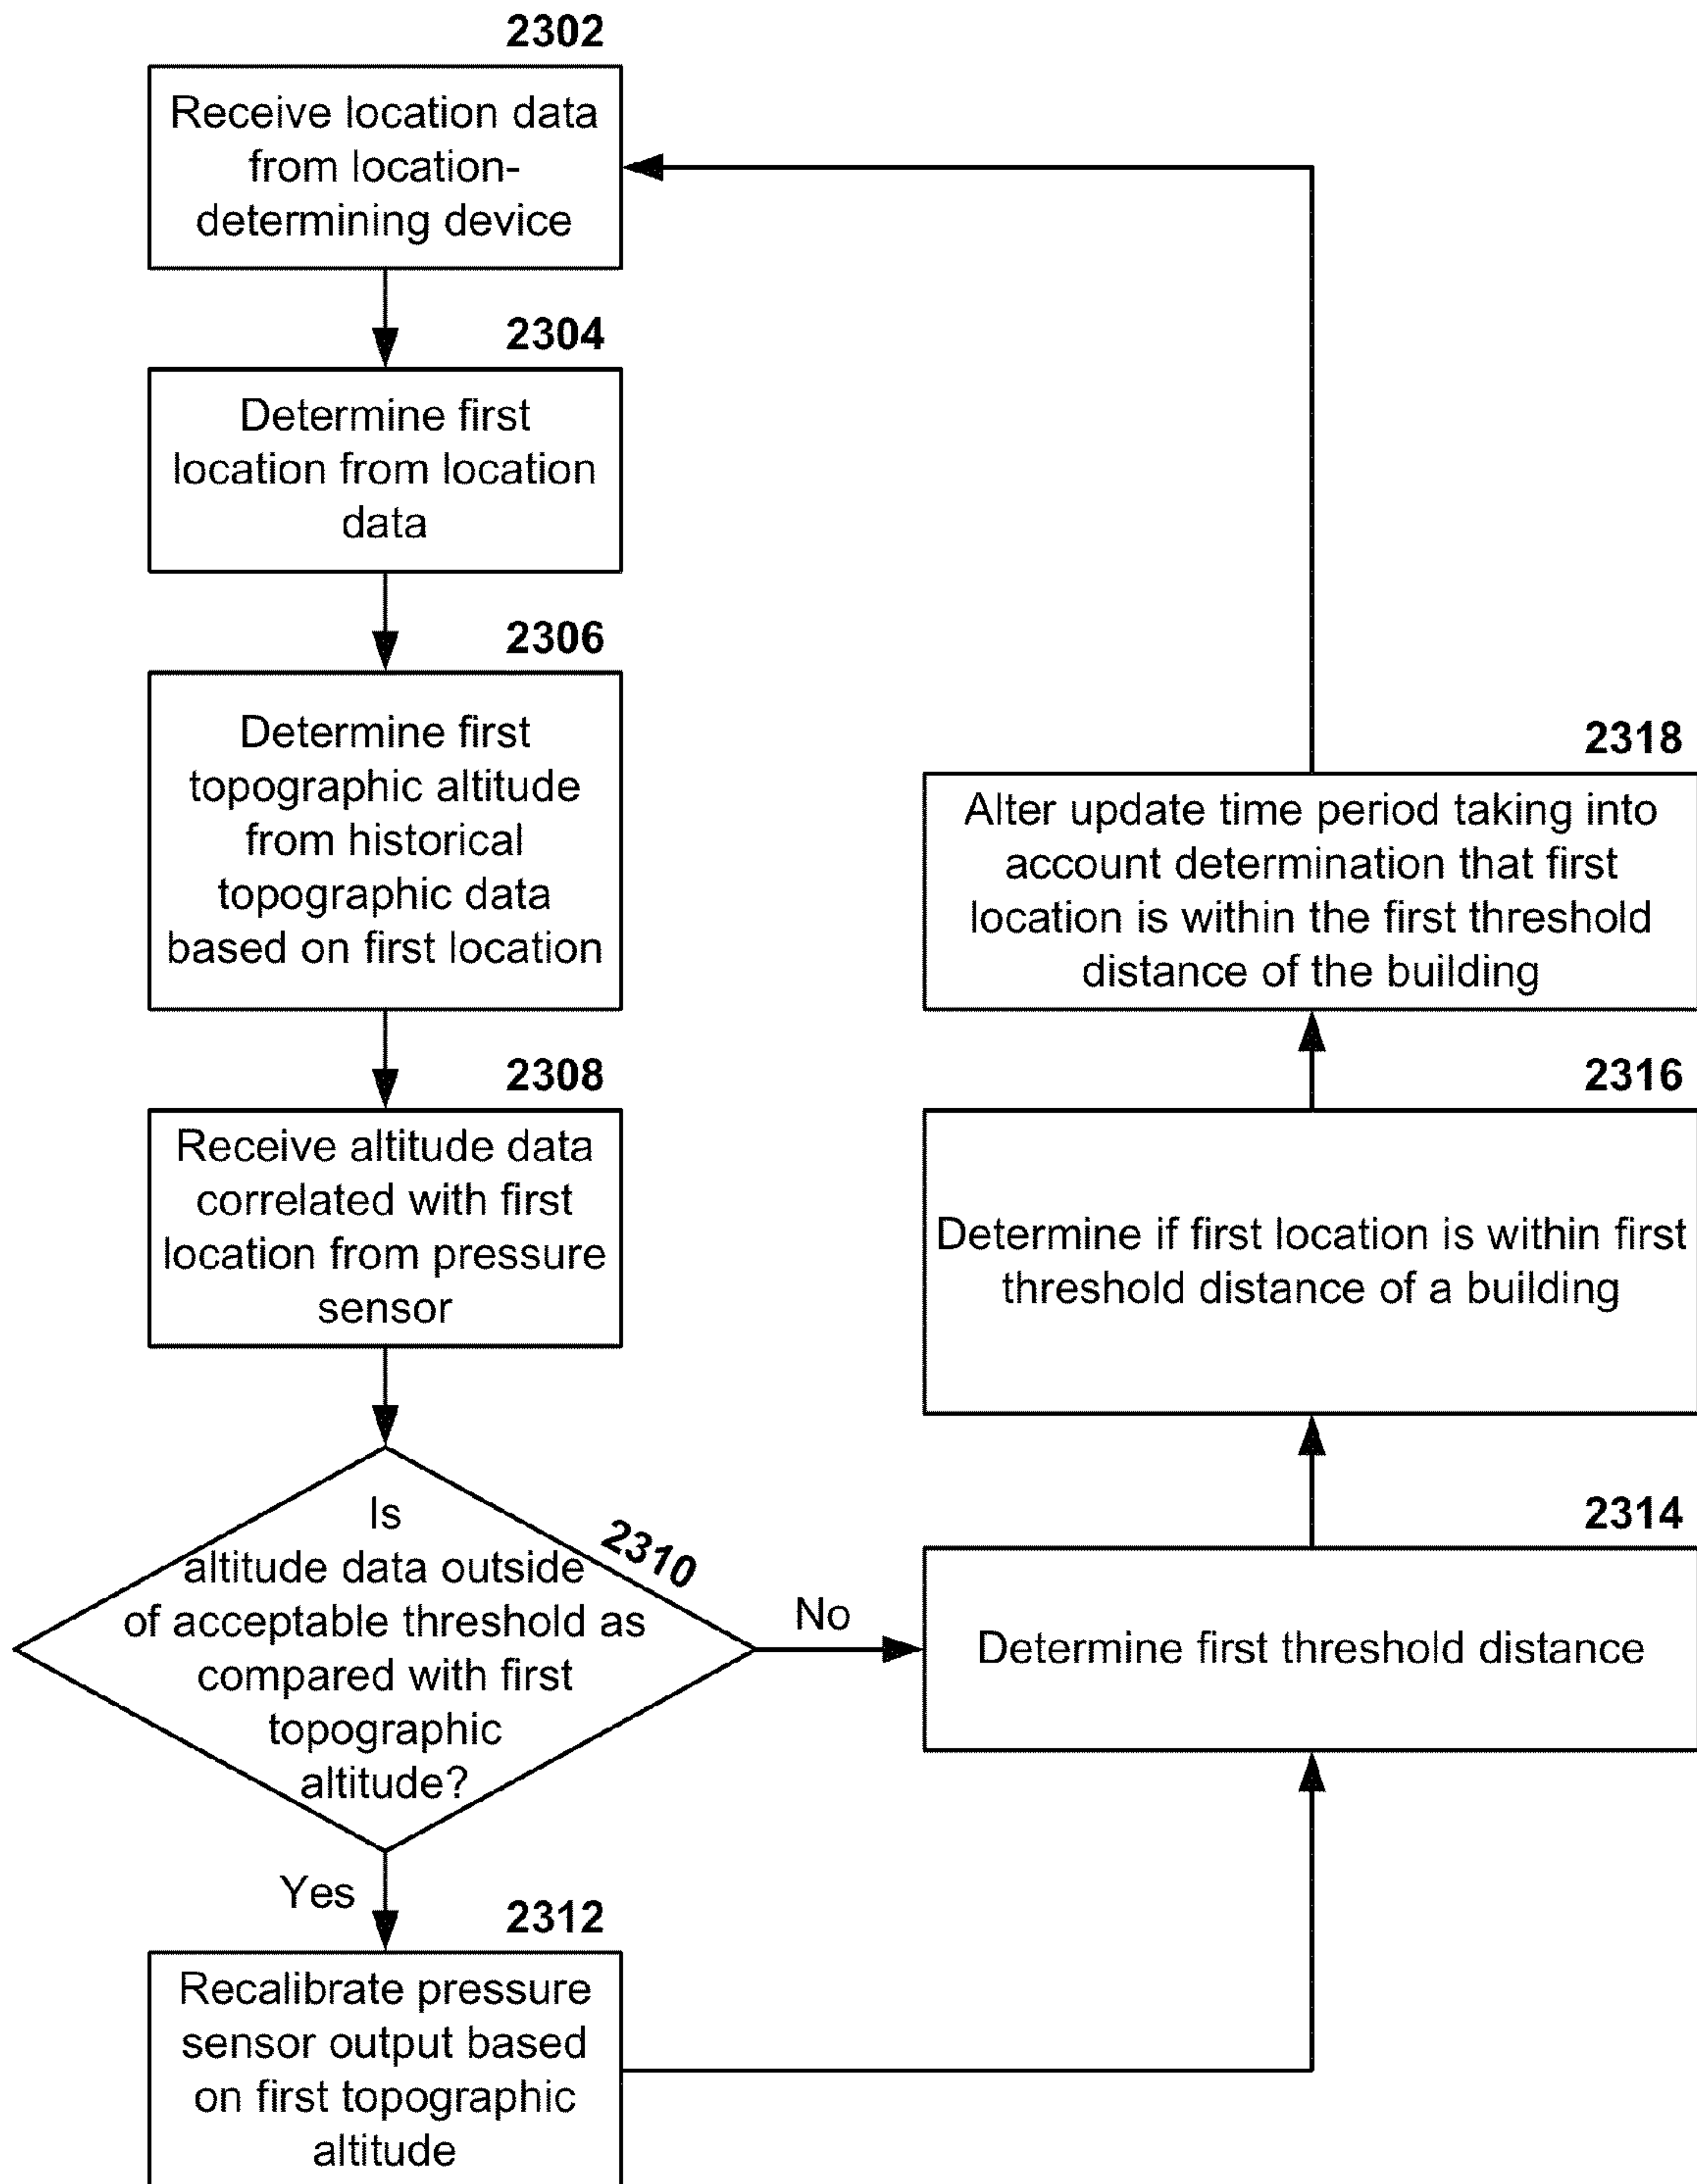 2302
Receive location data
from location-
determining device
2304
Determine first
location from location
data
2306
Determine first
topographic altitude
from historical
topographic data
based on first location
2308
Receive altitude data
correlated with first
location from pressure
sensor
2310
Is
altitude data outside
of acceptable threshold as
compared with first
topographic
altitude?
No
Yes
2312
Recalibrate pressure
sensor output based
on first topographic
altitude
2314
Determine first threshold distance
2316
Determine if first location is within first
threshold distance of a building
2318
Alter update time period taking into
account determination that first
location is within the first threshold
distance of the building